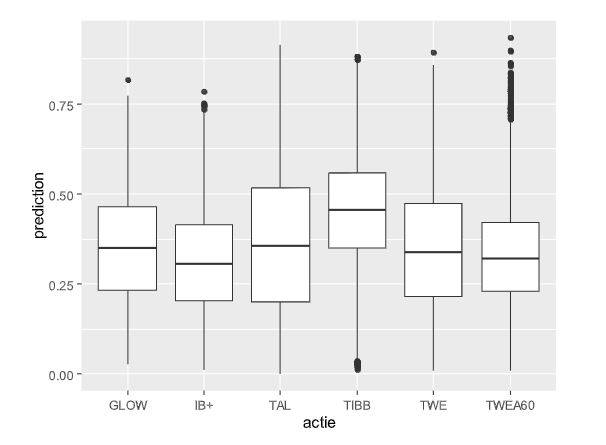 prediction
0.75
0.50
0.25
0.00
GLOW IB+ TAL TIBB TWE TWEA60
actie